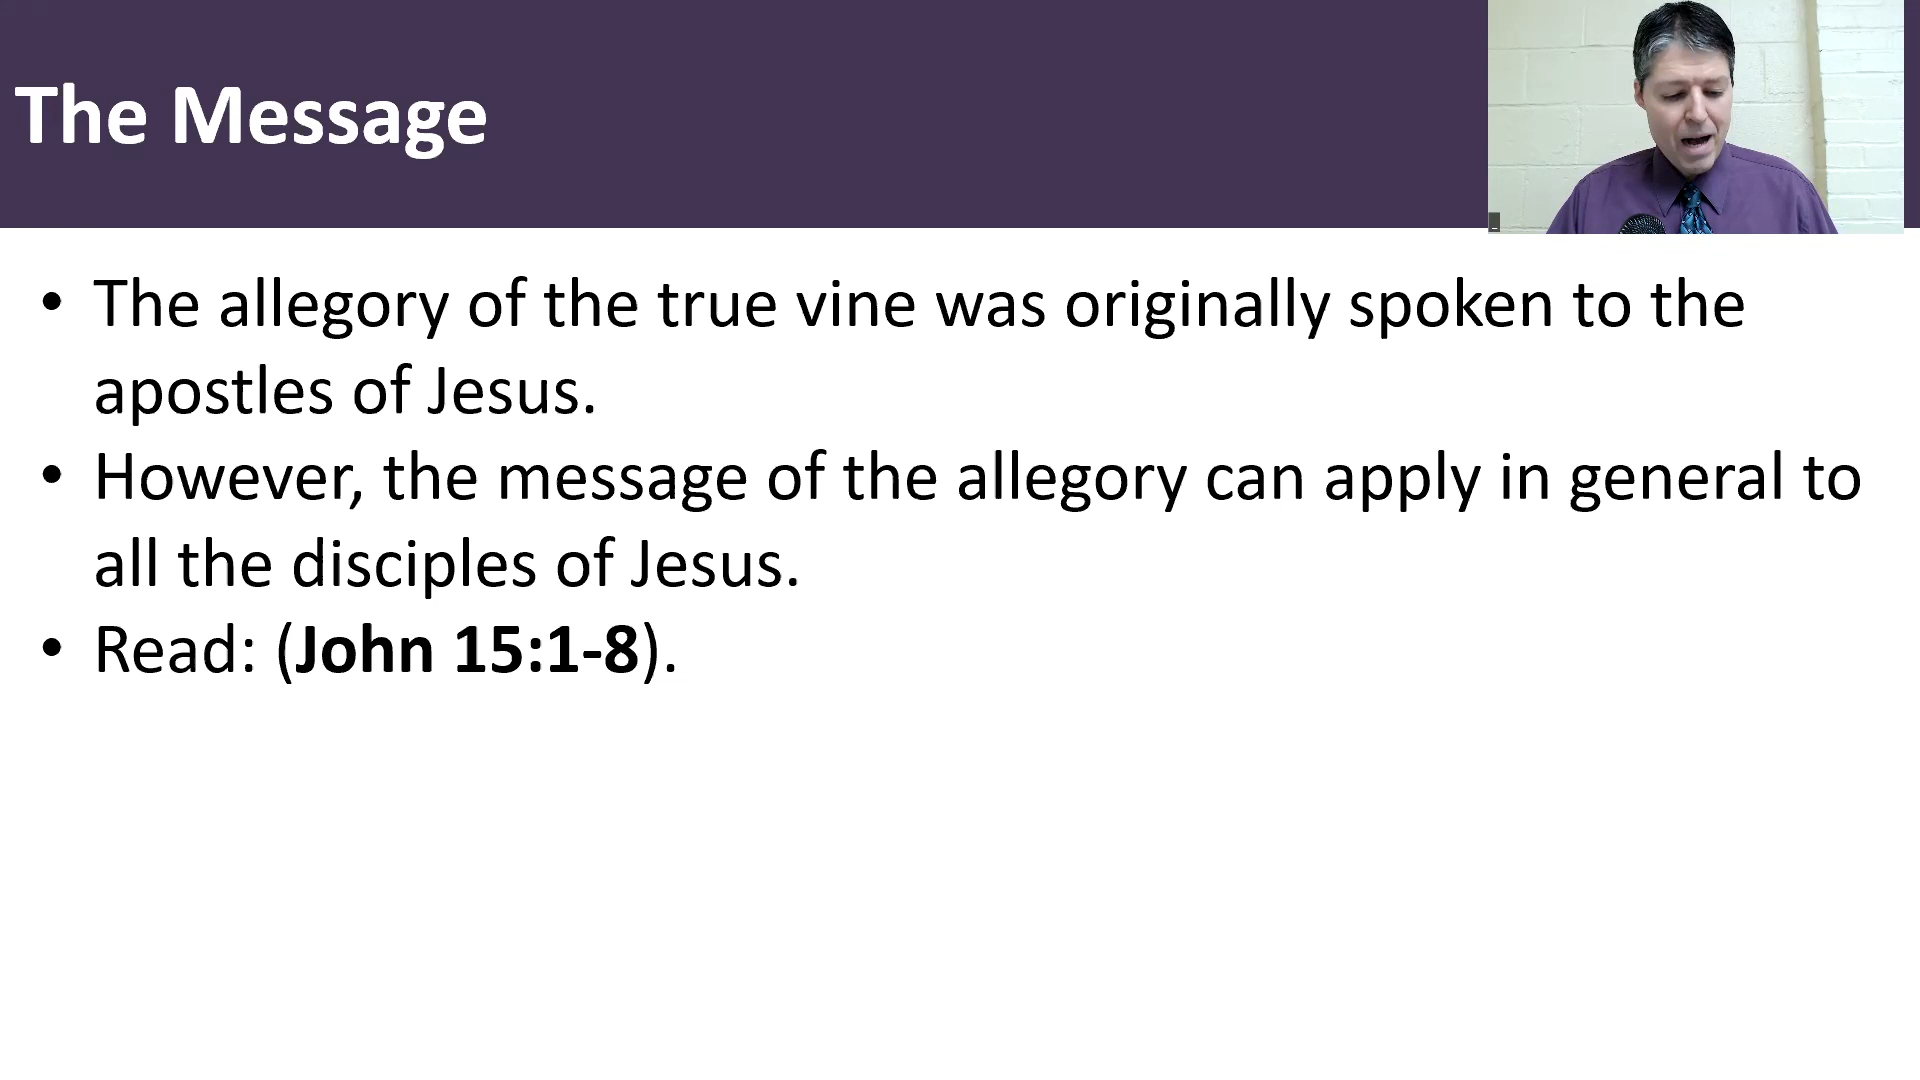 The Message
• The allegory of the true vine was originally spoken to the
apostles of Jesus.
• However, the message of the allegory can apply in general to
all the disciples of Jesus.
• Read: (John 15:1-8).